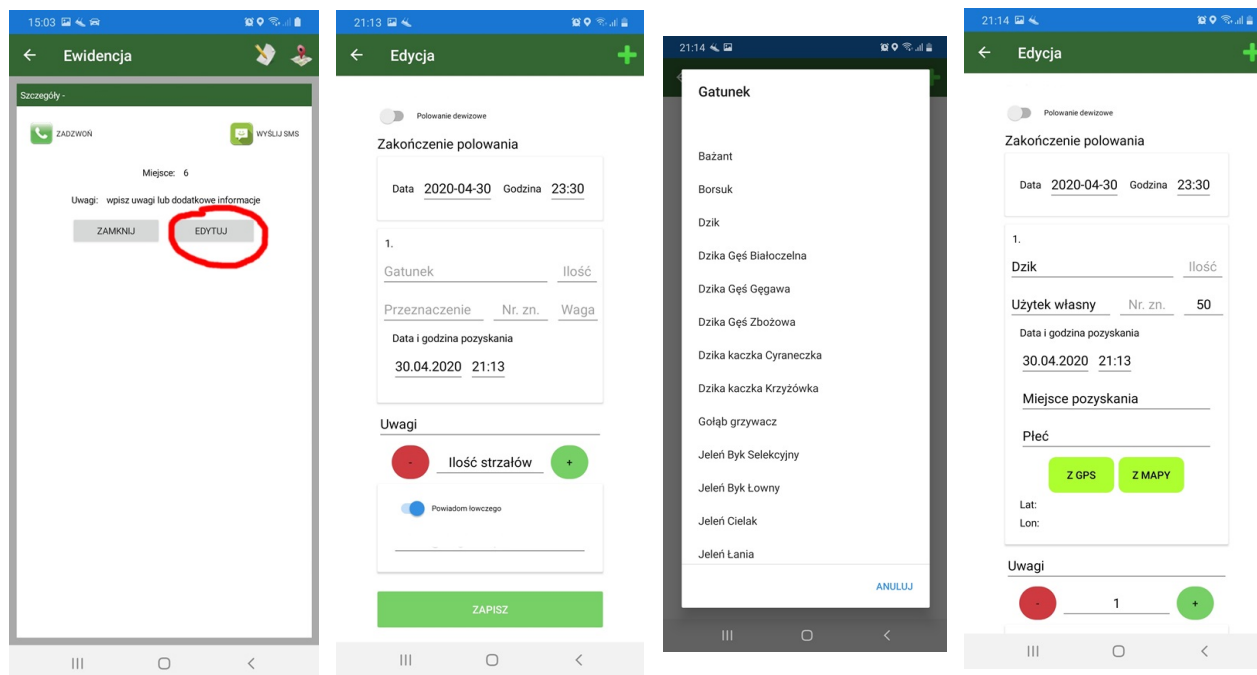 15:03
Ewidencja
Szczegóły -
ZADZWOŃ WYŚLIJ SMS
Miejsce: 6
Uwagi: wpisz uwagi lub dodatkowe informacje
ZAMKNIJ EDYTUJ
21:13
Edycja
Polowanie dewizowe
Zakończenie polowania
Data 2020-04-30 Godzina 23:30
1.
Gatunek Ilość
Przeznaczenie Nr. zn. Waga
Data i godzina pozyskania
30.04.2020 21:13
Uwagi
- Ilość strzałów +
Powiadom łowczego
ZAPISZ
21:14
Gatunek
Bażant
Borsuk
Dzik
Dzika Gęś Białoczelna
Dzika Gęś Gęgawa
Dzika Gęś Zbożowa
Dzika kaczka Cyraneczka
Dzika kaczka Krzyżówka
Gołąb grzywacz
Jeleń Byk Selekcyjny
Jeleń Byk Łowny
Jeleń Cielak
Jeleń Łania
ANULUJ
21:14
Edycja
Polowanie dewizowe
Zakończenie polowania
Data 2020-04-30 Godzina 23:30
1.
Dzik Ilość
Użytek własny Nr. zn. 50
Data i godzina pozyskania
30.04.2020 21:13
Miejsce pozyskania
Płeć
Z GPS Z MAPY
Lat:
Lon:
Uwagi
- 1 +